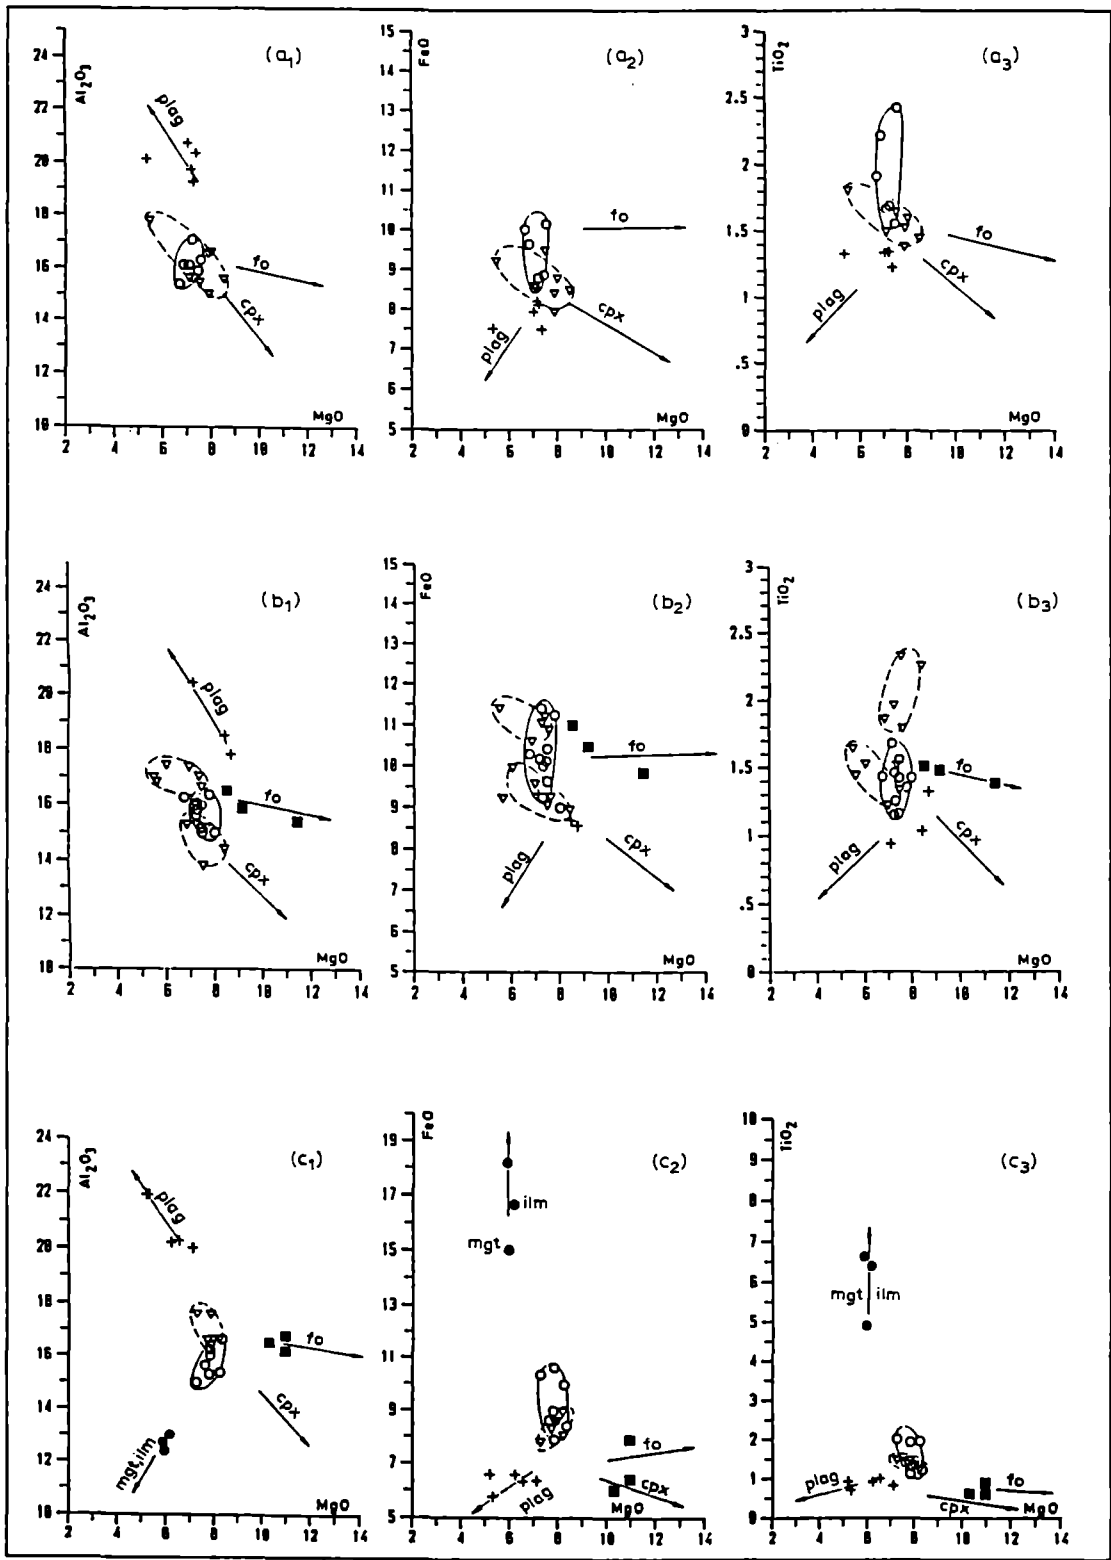 (a₁)
Al₂O₃
24
22
20
18
16
14
12
10
plag
fo
cpx
MgO
2 4 6 8 10 12 14
(a₂)
FeO
15
14
13
12
11
10
9
8
7
6
5
fo
cpx
plag
MgO
2 4 6 8 10 12 14
(a₃)
TiO₂
3
2.5
2
1.5
1
.5
0
fo
cpx
plag
MgO
2 4 6 8 10 12 14
(b₁)
Al₂O₃
24
22
20
18
16
14
12
10
plag
fo
cpx
MgO
2 4 6 8 10 12 14
(b₂)
FeO
15
14
13
12
11
10
9
8
7
6
5
fo
cpx
plag
MgO
2 4 6 8 10 12 14
(b₃)
TiO₂
3
2.5
2
1.5
1
.5
0
fo
cpx
plag
MgO
2 4 6 8 10 12 14
(c₁)
Al₂O₃
24
22
20
18
16
14
12
10
plag
fo
cpx
mgt,ilm
MgO
2 4 6 8 10 12 14
(c₂)
FeO
19
17
15
13
11
9
7
5
ilm
mgt
fo
cpx
plag
MgO
2 4 6 8 10 12 14
(c₃)
TiO₂
10
9
8
7
6
5
4
3
2
1
0
mgt ilm
plag
fo
cpx
MgO
2 4 6 8 10 12 14